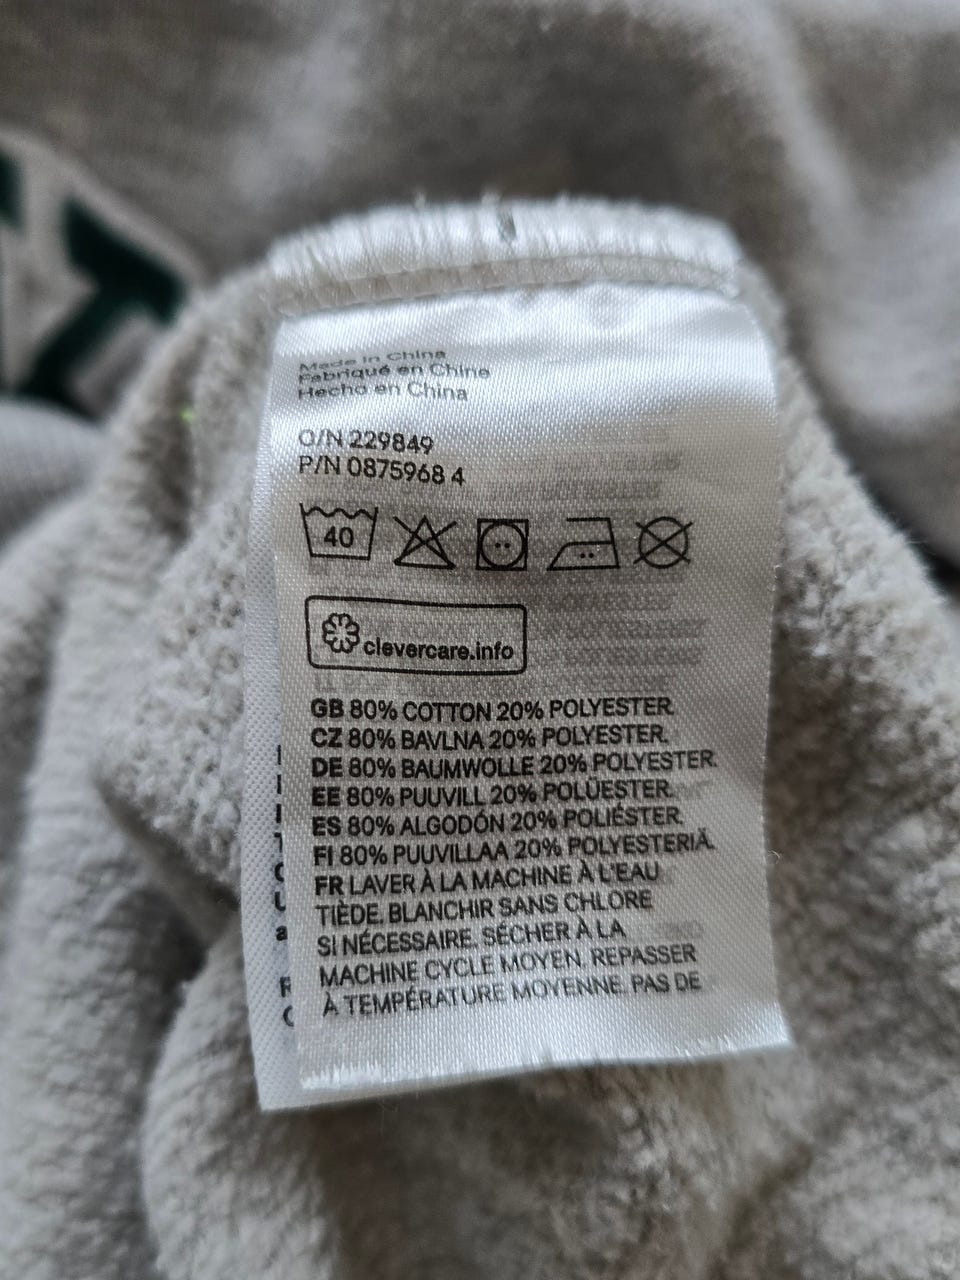 Made in China
Fabriqué en Chine
Hecho en China
O/N 229849
P/N 0875968 4
40
clevercare.info
GB 80% COTTON 20% POLYESTER.
CZ 80% BAVLNA 20% POLYESTER.
DE 80% BAUMWOLLE 20% POLYESTER.
EE 80% PUUVILL 20% POLÜESTER.
ES 80% ALGODÓN 20% POLIÉSTER.
FI 80% PUUVILLAA 20% POLYESTERIÄ.
FR LAVER À LA MACHINE À L'EAU
TIÈDE. BLANCHIR SANS CHLORE
SI NÉCESSAIRE. SÉCHER À LA
MACHINE CYCLE MOYEN. REPASSER
À TEMPÉRATURE MOYENNE. PAS DE